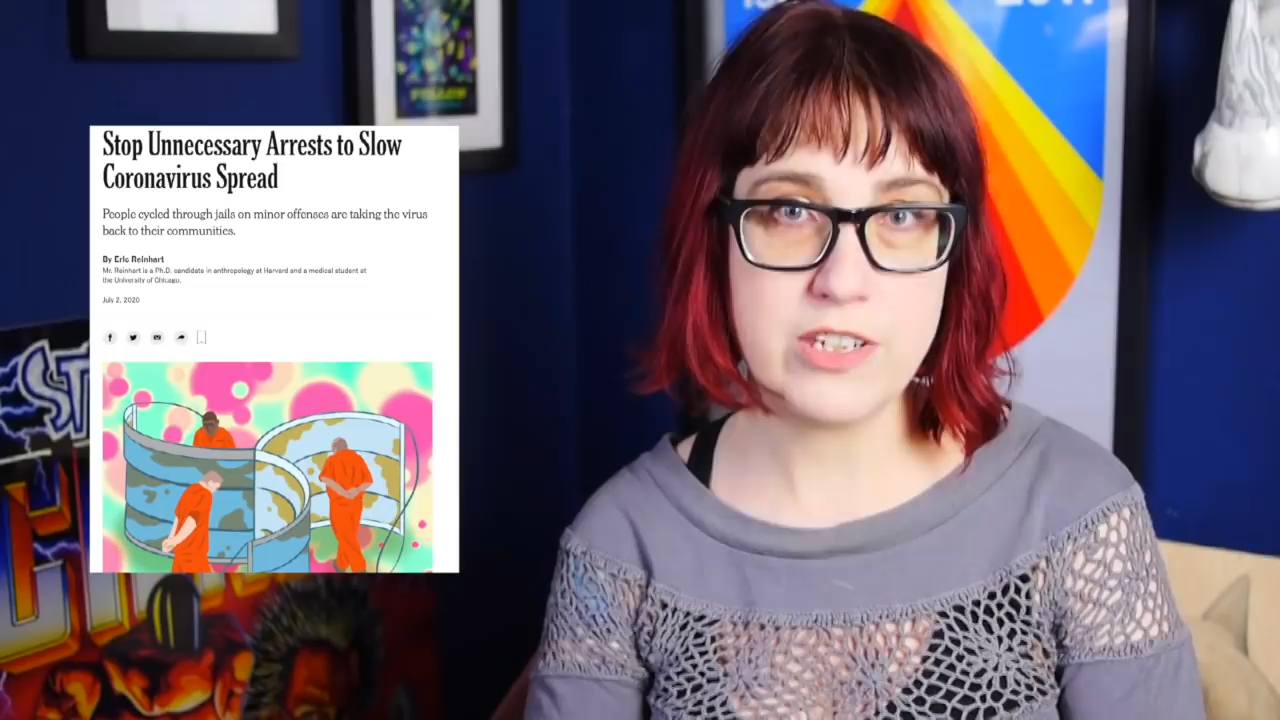 Stop Unnecessary Arrests to Slow
Coronavirus Spread
People cycled through jails on minor offenses are taking the virus
back to their communities.
By Eric Reinhart
Mr. Reinhart is a Ph.D. candidate in anthropology at Harvard and a medical student at
the University of Chicago.
July 2, 2020
ST